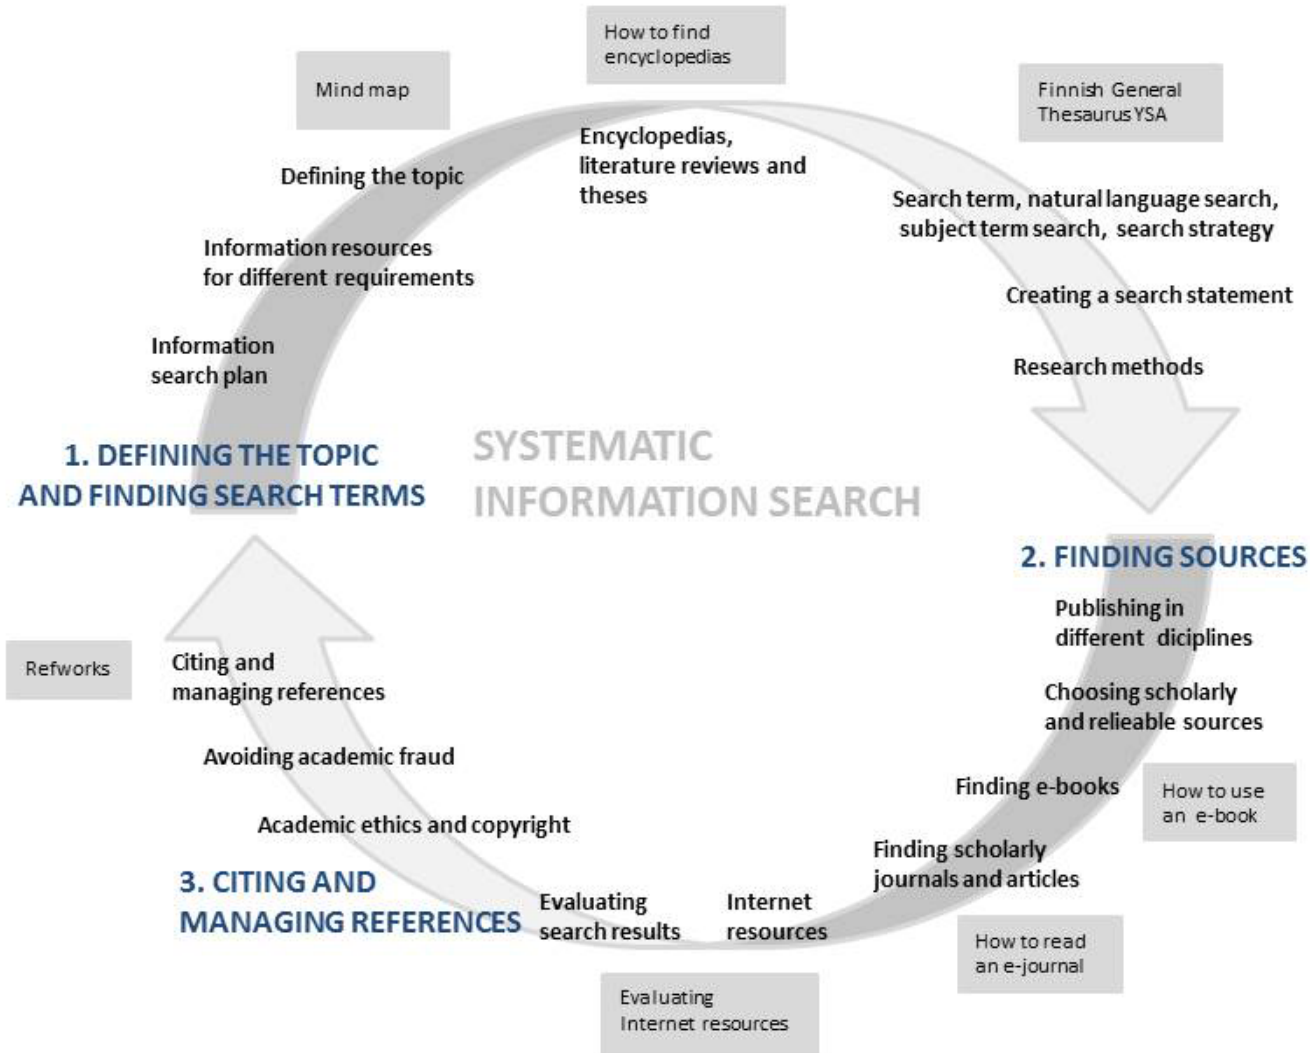 How to find
encyclopedias
Mind map
Finnish General
Thesaurus YSA
Encyclopedias,
literature reviews and
theses
Defining the topic
Search term, natural language search,
subject term search, search strategy
Information resources
for different requirements
Creating a search statement
Information
search plan
Research methods
1. DEFINING THE TOPIC
AND FINDING SEARCH TERMS
SYSTEMATIC
INFORMATION SEARCH
2. FINDING SOURCES
Publishing in
different diciplines
Choosing scholarly
and relieable sources
Finding e-books
How to use
an e-book
Finding scholarly
journals and articles
How to read
an e-journal
Internet
resources
Evaluating
search results
Evaluating
Internet resources
3. CITING AND
MANAGING REFERENCES
Academic ethics and copyright
Avoiding academic fraud
Citing and
managing references
Refworks